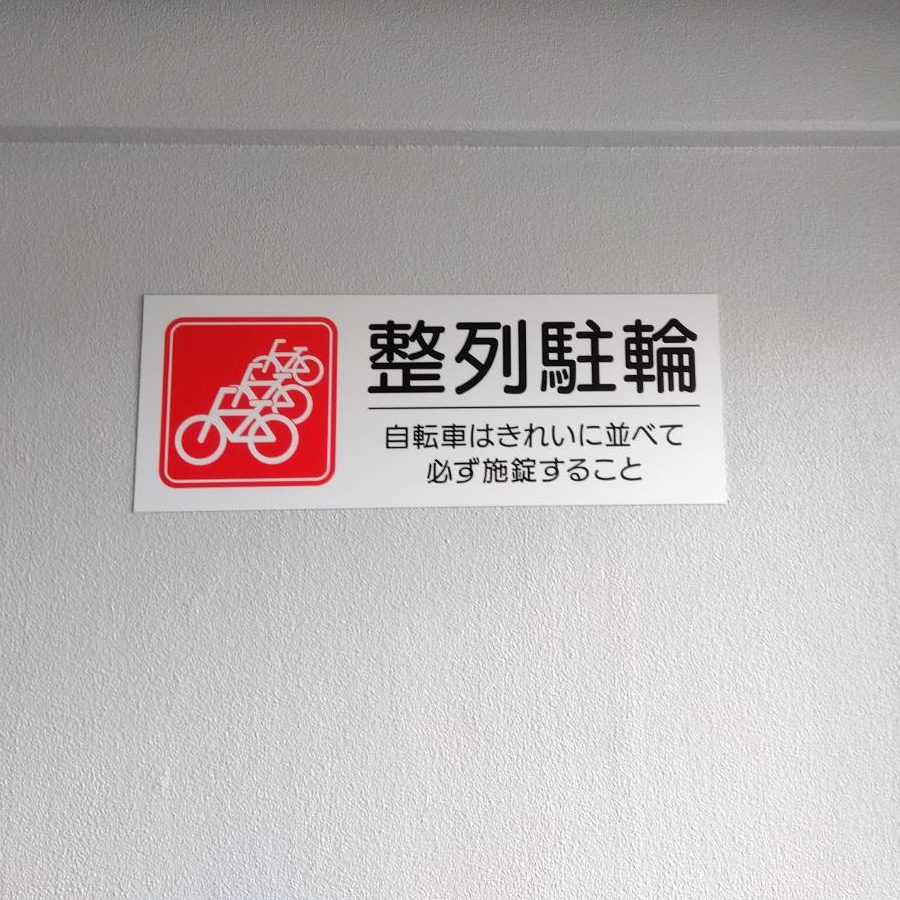 整列駐輪
自転車はきれいに並べて
必ず施錠すること